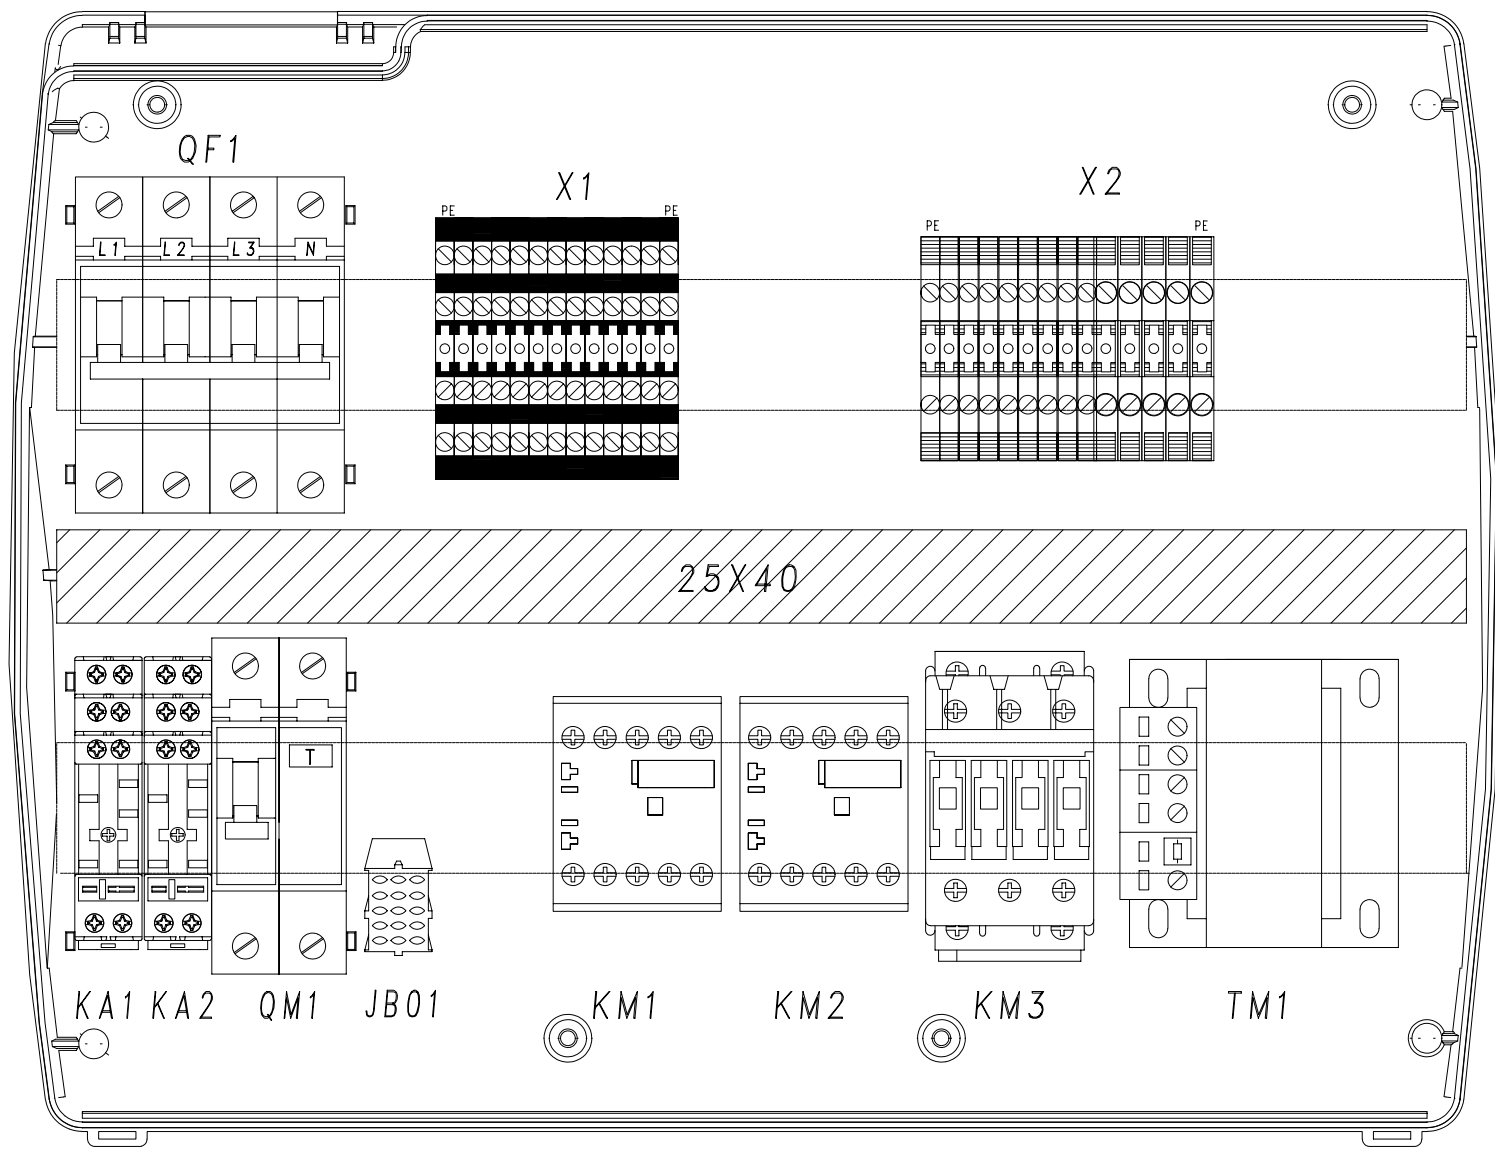 QF1
X1
X2
PE PE
PE PE
L1 L2 L3 N
25X40
T
KA1 KA2 QM1 JB01 KM1 KM2 KM3 TM1